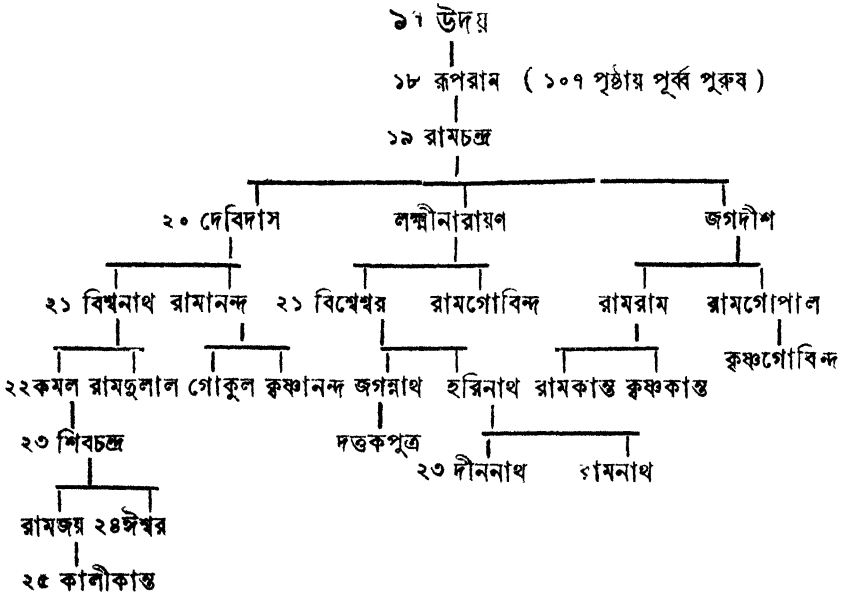 ১৭ উদয়
১৮ রূপরাম ( ১০৭ পৃষ্ঠায় পূর্ব্ব পুরুষ )
১৯ রামচন্দ্র
২০ দেবিদাস লক্ষ্মীনারায়ণ জগদীশ
২১ বিশ্বনাথ রামানন্দ ২১ বিশ্বেশ্বর রামগোবিন্দ রামরাম রামগোপাল
কৃষ্ণগোবিন্দ
২২কমল রামদুলাল গোকুল কৃষ্ণানন্দ জগন্নাথ হরিনাথ রামকান্ত কৃষ্ণকান্ত
২৩ শিবচন্দ্র দত্তকপুত্র
২৩ দীননাথ রামনাথ
রামজয় ২৪ঈশ্বর
২৫ কালীকান্ত